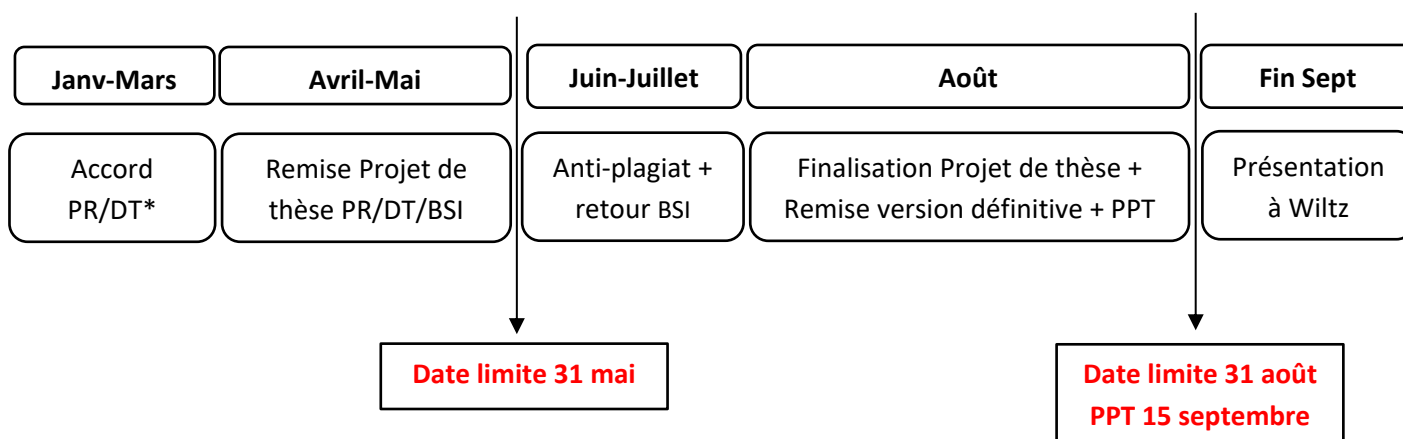 Janv-Mars
Avril-Mai
Juin-Juillet
Août
Fin Sept
Accord
PR/DT*
Remise Projet de
thèse PR/DT/BSI
Anti-plagiat +
retour BSI
Finalisation Projet de thèse +
Remise version définitive + PPT
Présentation
à Wiltz
Date limite 31 mai
Date limite 31 août
PPT 15 septembre